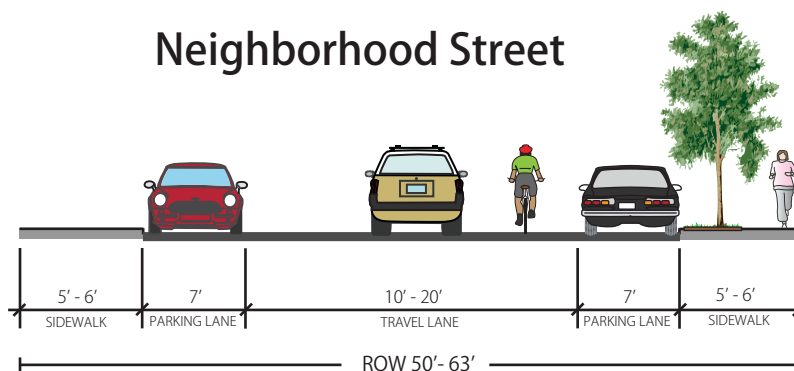 Neighborhood Street
5’ - 6’ 7’ 10’ - 20’ 7’ 5’ - 6’
SIDEWALK PARKING LANE TRAVEL LANE PARKING LANE SIDEWALK
ROW 50’- 63’